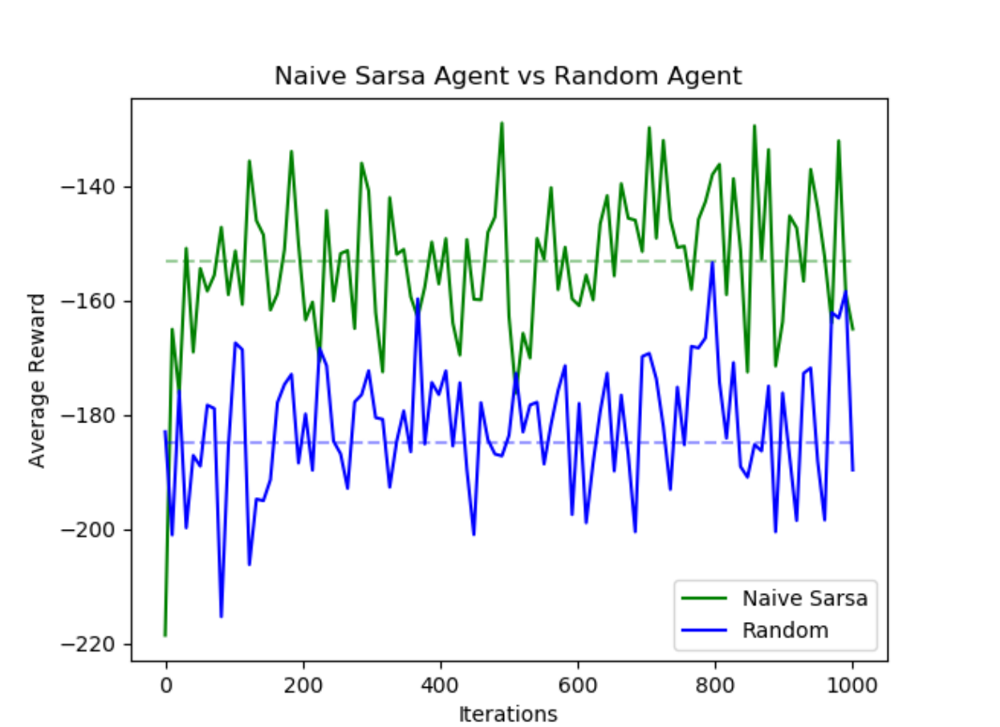 Naive Sarsa Agent vs Random Agent
Average Reward
−140
−160
−180
−200
−220
Naive Sarsa
Random
0 200 400 600 800 1000
Iterations